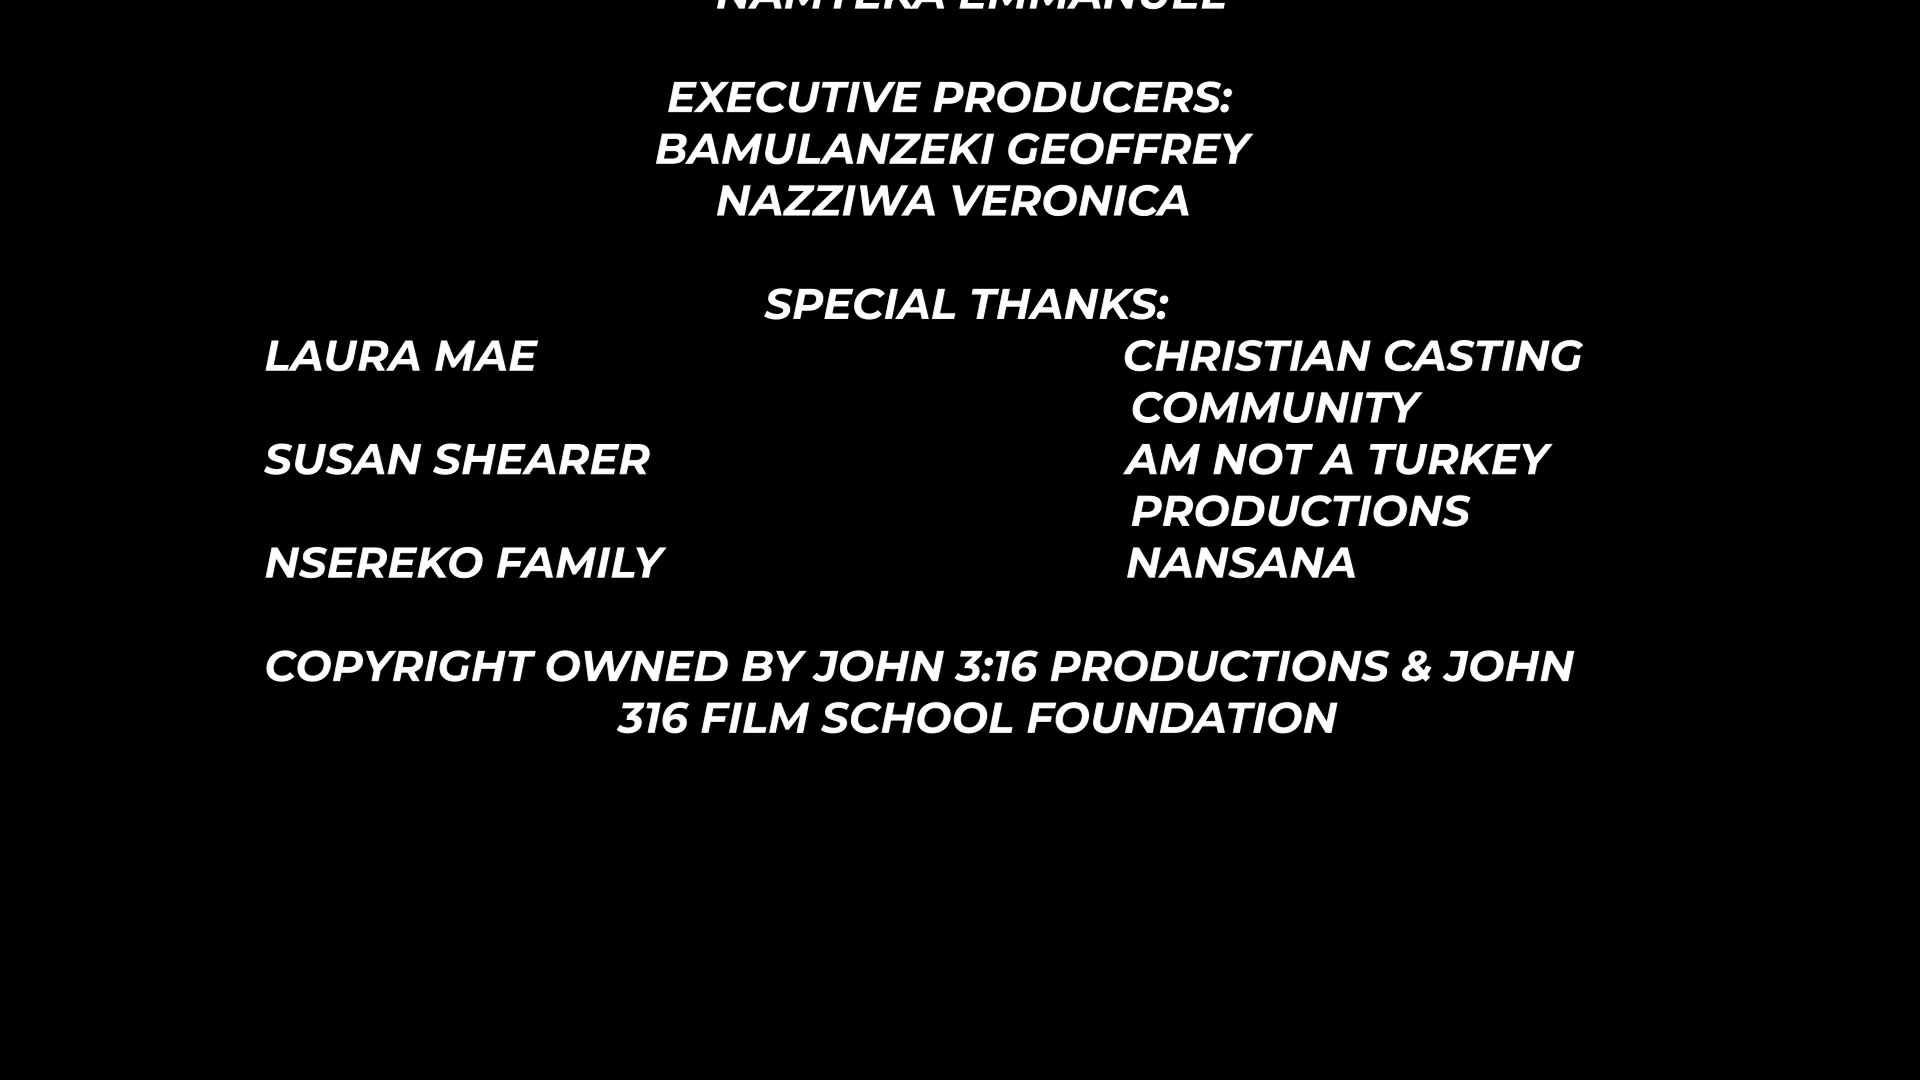 EMMANUEL
EXECUTIVE PRODUCERS:
BAMULANZEKI GEOFFREY
NAZZIWA VERONICA
SPECIAL THANKS:
LAURA MAE CHRISTIAN CASTING
COMMUNITY
SUSAN SHEARER AM NOT A TURKEY
PRODUCTIONS
NSEREKO FAMILY NANSANA
COPYRIGHT OWNED BY JOHN 3:16 PRODUCTIONS & JOHN
316 FILM SCHOOL FOUNDATION